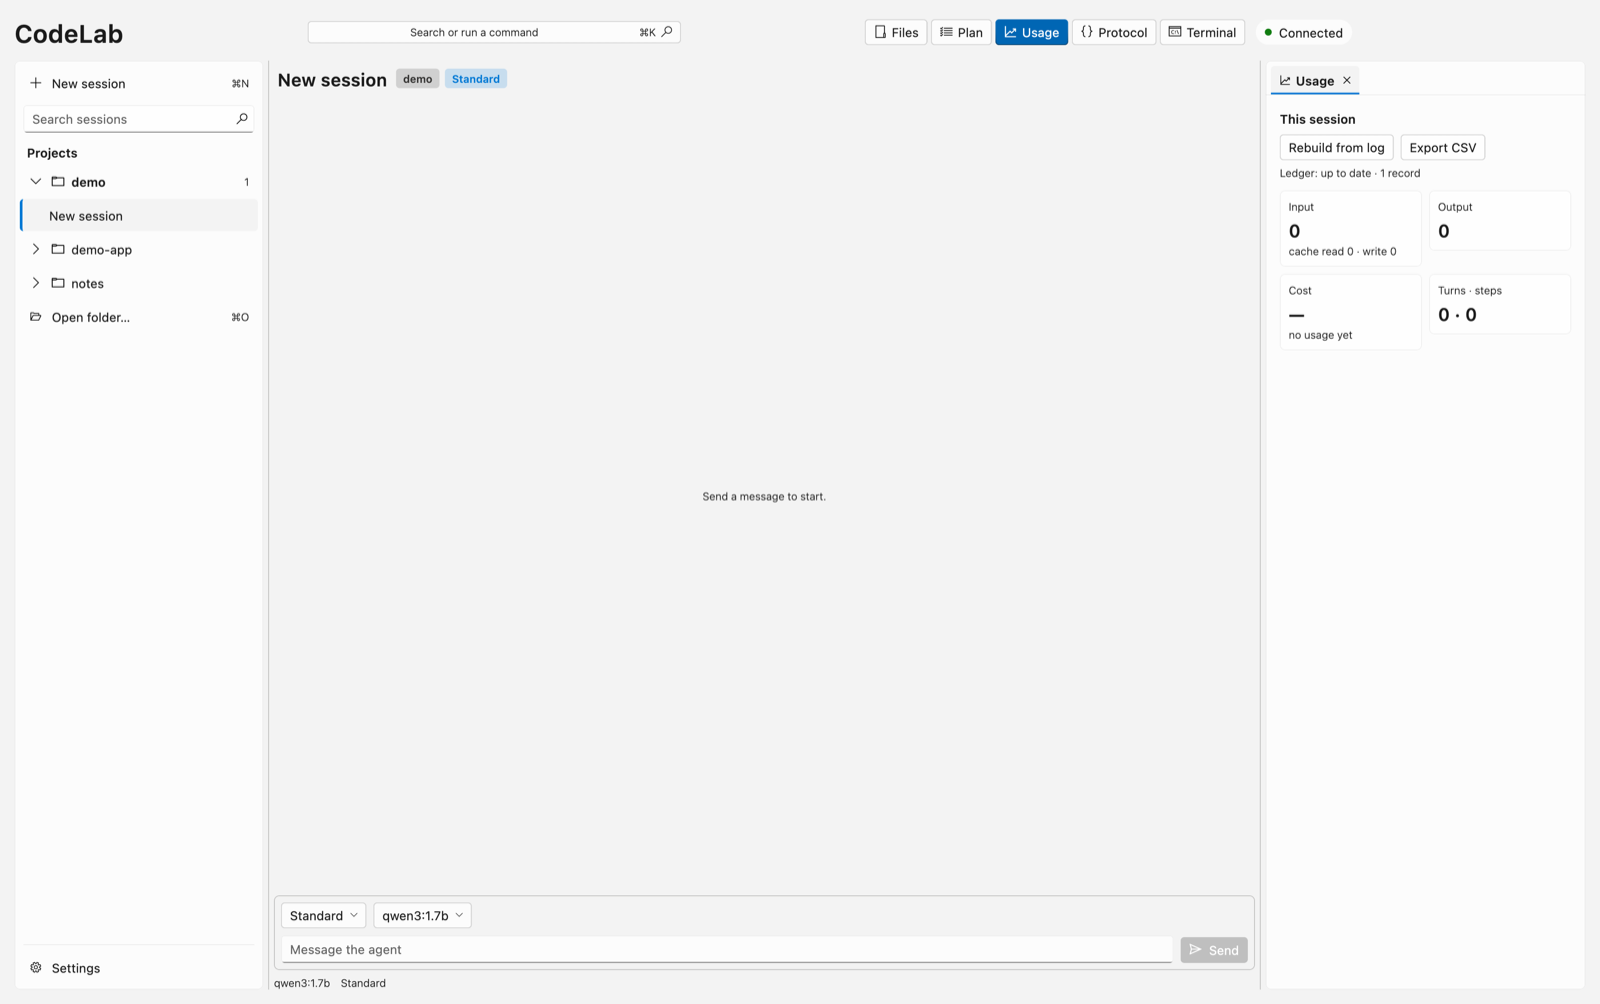 CodeLab
Search or run a command ⌘K
Files
Plan
Usage
Protocol
Terminal
Connected
New session ⌘N
Search sessions
Projects
demo 1
New session
demo-app
notes
Open folder... ⌘O
Settings
New session demo Standard
Send a message to start.
Standard
qwen3:1.7b
Message the agent
Send
qwen3:1.7b Standard
Usage
This session
Rebuild from log
Export CSV
Ledger: up to date · 1 record
Input
0
cache read 0 · write 0
Output
0
Cost
—
no usage yet
Turns · steps
0 · 0